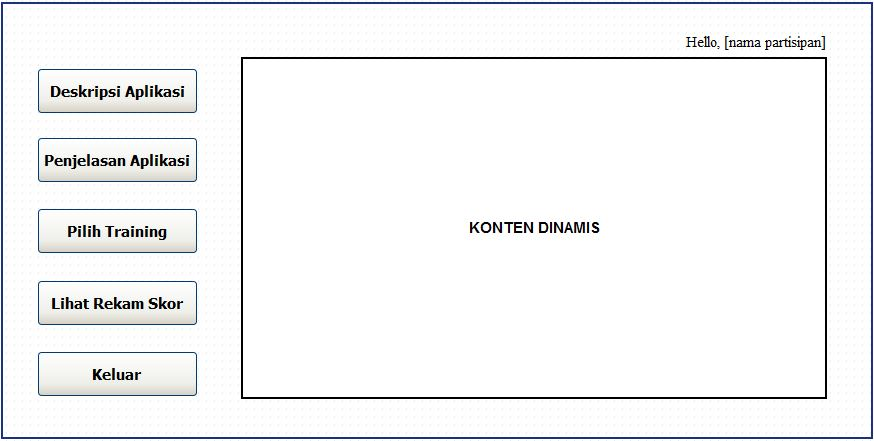 Hello, [nama partisipan]
Deskripsi Aplikasi
Penjelasan Aplikasi
Pilih Training
Lihat Rekam Skor
Keluar
KONTEN DINAMIS